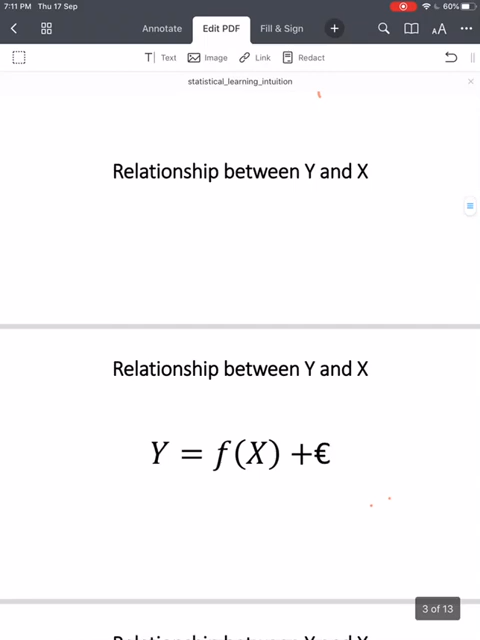 7:11 PM Thu 17 Sep
60%
Annotate
Edit PDF
Fill & Sign
AA
Text
Image
Link
Redact
statistical_learning_intuition
Relationship between Y and X
Relationship between Y and X
Y = f(X) +€
3 of 13